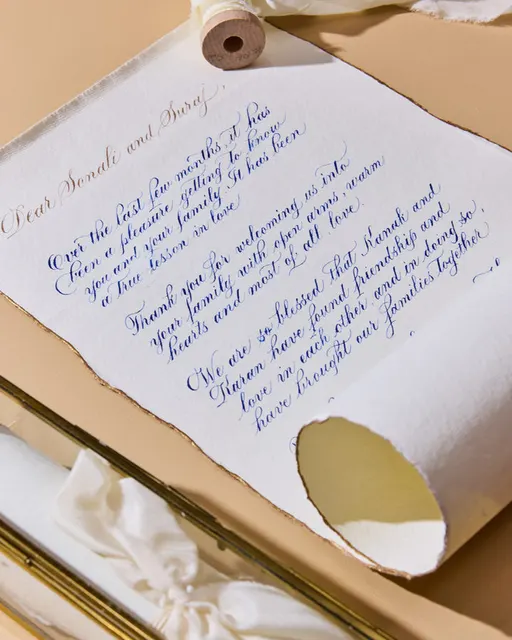 Dear Sonali and Suraj,
Over the last few months it has
been a pleasure getting to know
you and your family. It has been
a true lesson in love
Thank you for welcoming us into
your family with open arms, warm
hearts and most of all, love.
We are so blessed that Kanak and
Karan have found friendship and
love in each other and in doing so,
have brought our families together